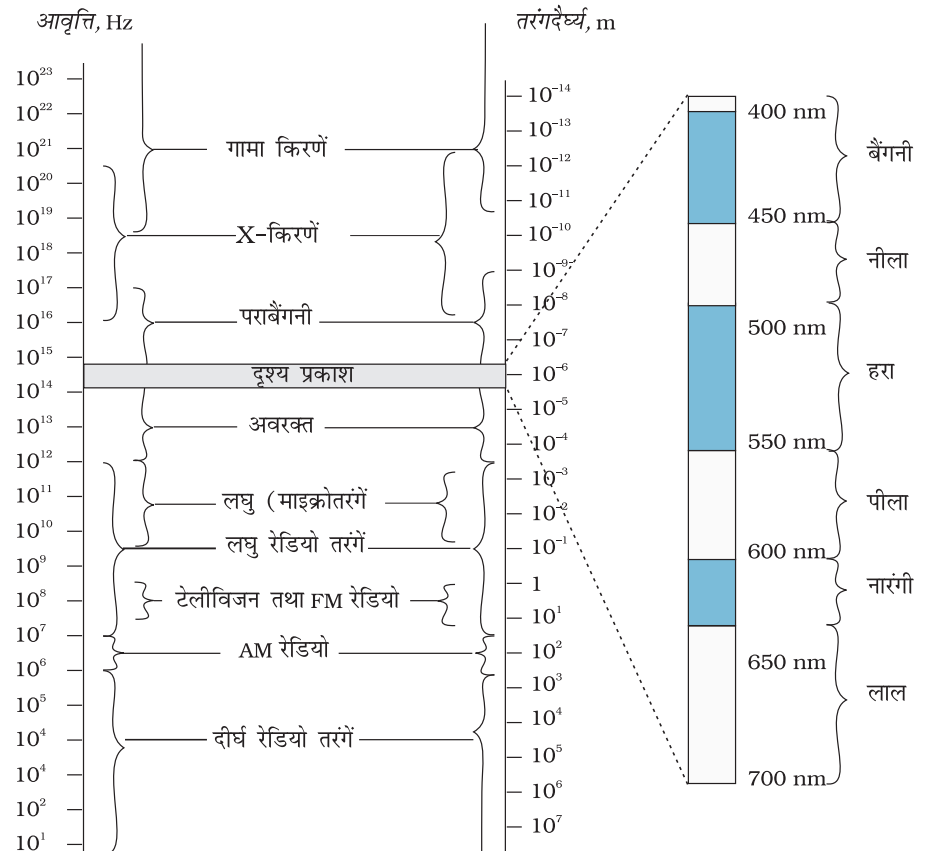 आवृत्ति, Hz
तरंगदैर्घ्य, m
10²³
10²²
10²¹
10²⁰
10¹⁹
10¹⁸
10¹⁷
10¹⁶
10¹⁵
10¹⁴
10¹³
10¹²
10¹¹
10¹⁰
10⁹
10⁸
10⁷
10⁶
10⁵
10⁴
10⁴
10²
10¹
गामा किरणें
X-किरणें
पराबैंगनी
दृश्य प्रकाश
अवरक्त
लघु (माइक्रोतरंगें
लघु रेडियो तरंगें
टेलीविजन तथा FM रेडियो
AM रेडियो
दीर्घ रेडियो तरंगें
10⁻¹⁴
10⁻¹³
10⁻¹²
10⁻¹¹
10⁻¹⁰
10⁻⁹
10⁻⁸
10⁻⁷
10⁻⁶
10⁻⁵
10⁻⁴
10⁻³
10⁻²
10⁻¹
1
10¹
10²
10³
10⁴
10⁵
10⁶
10⁷
400 nm
450 nm
500 nm
550 nm
600 nm
650 nm
700 nm
बैंगनी
नीला
हरा
पीला
नारंगी
लाल